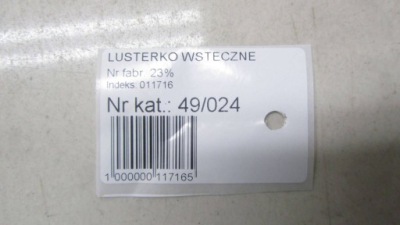 LUSTERKO WSTECZNE
Nr fabr. 23%
Indeks: 011716
Nr kat.: 49/024
1 000000 117165